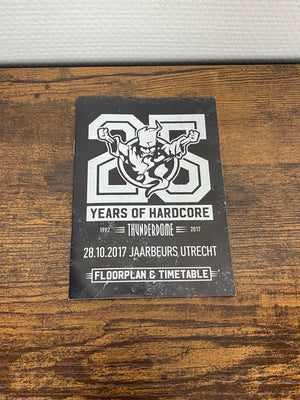 25
YEARS OF HARDCORE
1992 THUNDERDOME 2017
28.10.2017 JAARBEURS UTRECHT
FLOORPLAN & TIMETABLE